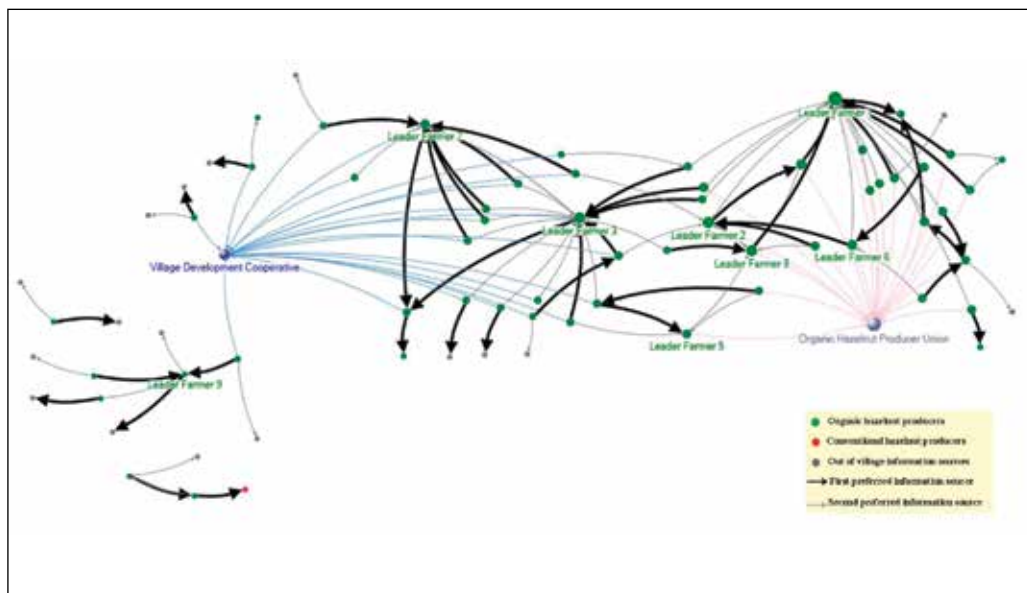 Leader Farmer
Leader Farmer
Leader Farmer 3
Leader Farmer 2
Leader Farmer 8
Leader Farmer 6
Village Development Cooperative
Organic Hazelnut Producer Union
Leader Farmer 5
Leader Farmer 9
Organic hazelnut producers
Conventional hazelnut producers
Out of village information sources
First preferred information source
Second preferred information source